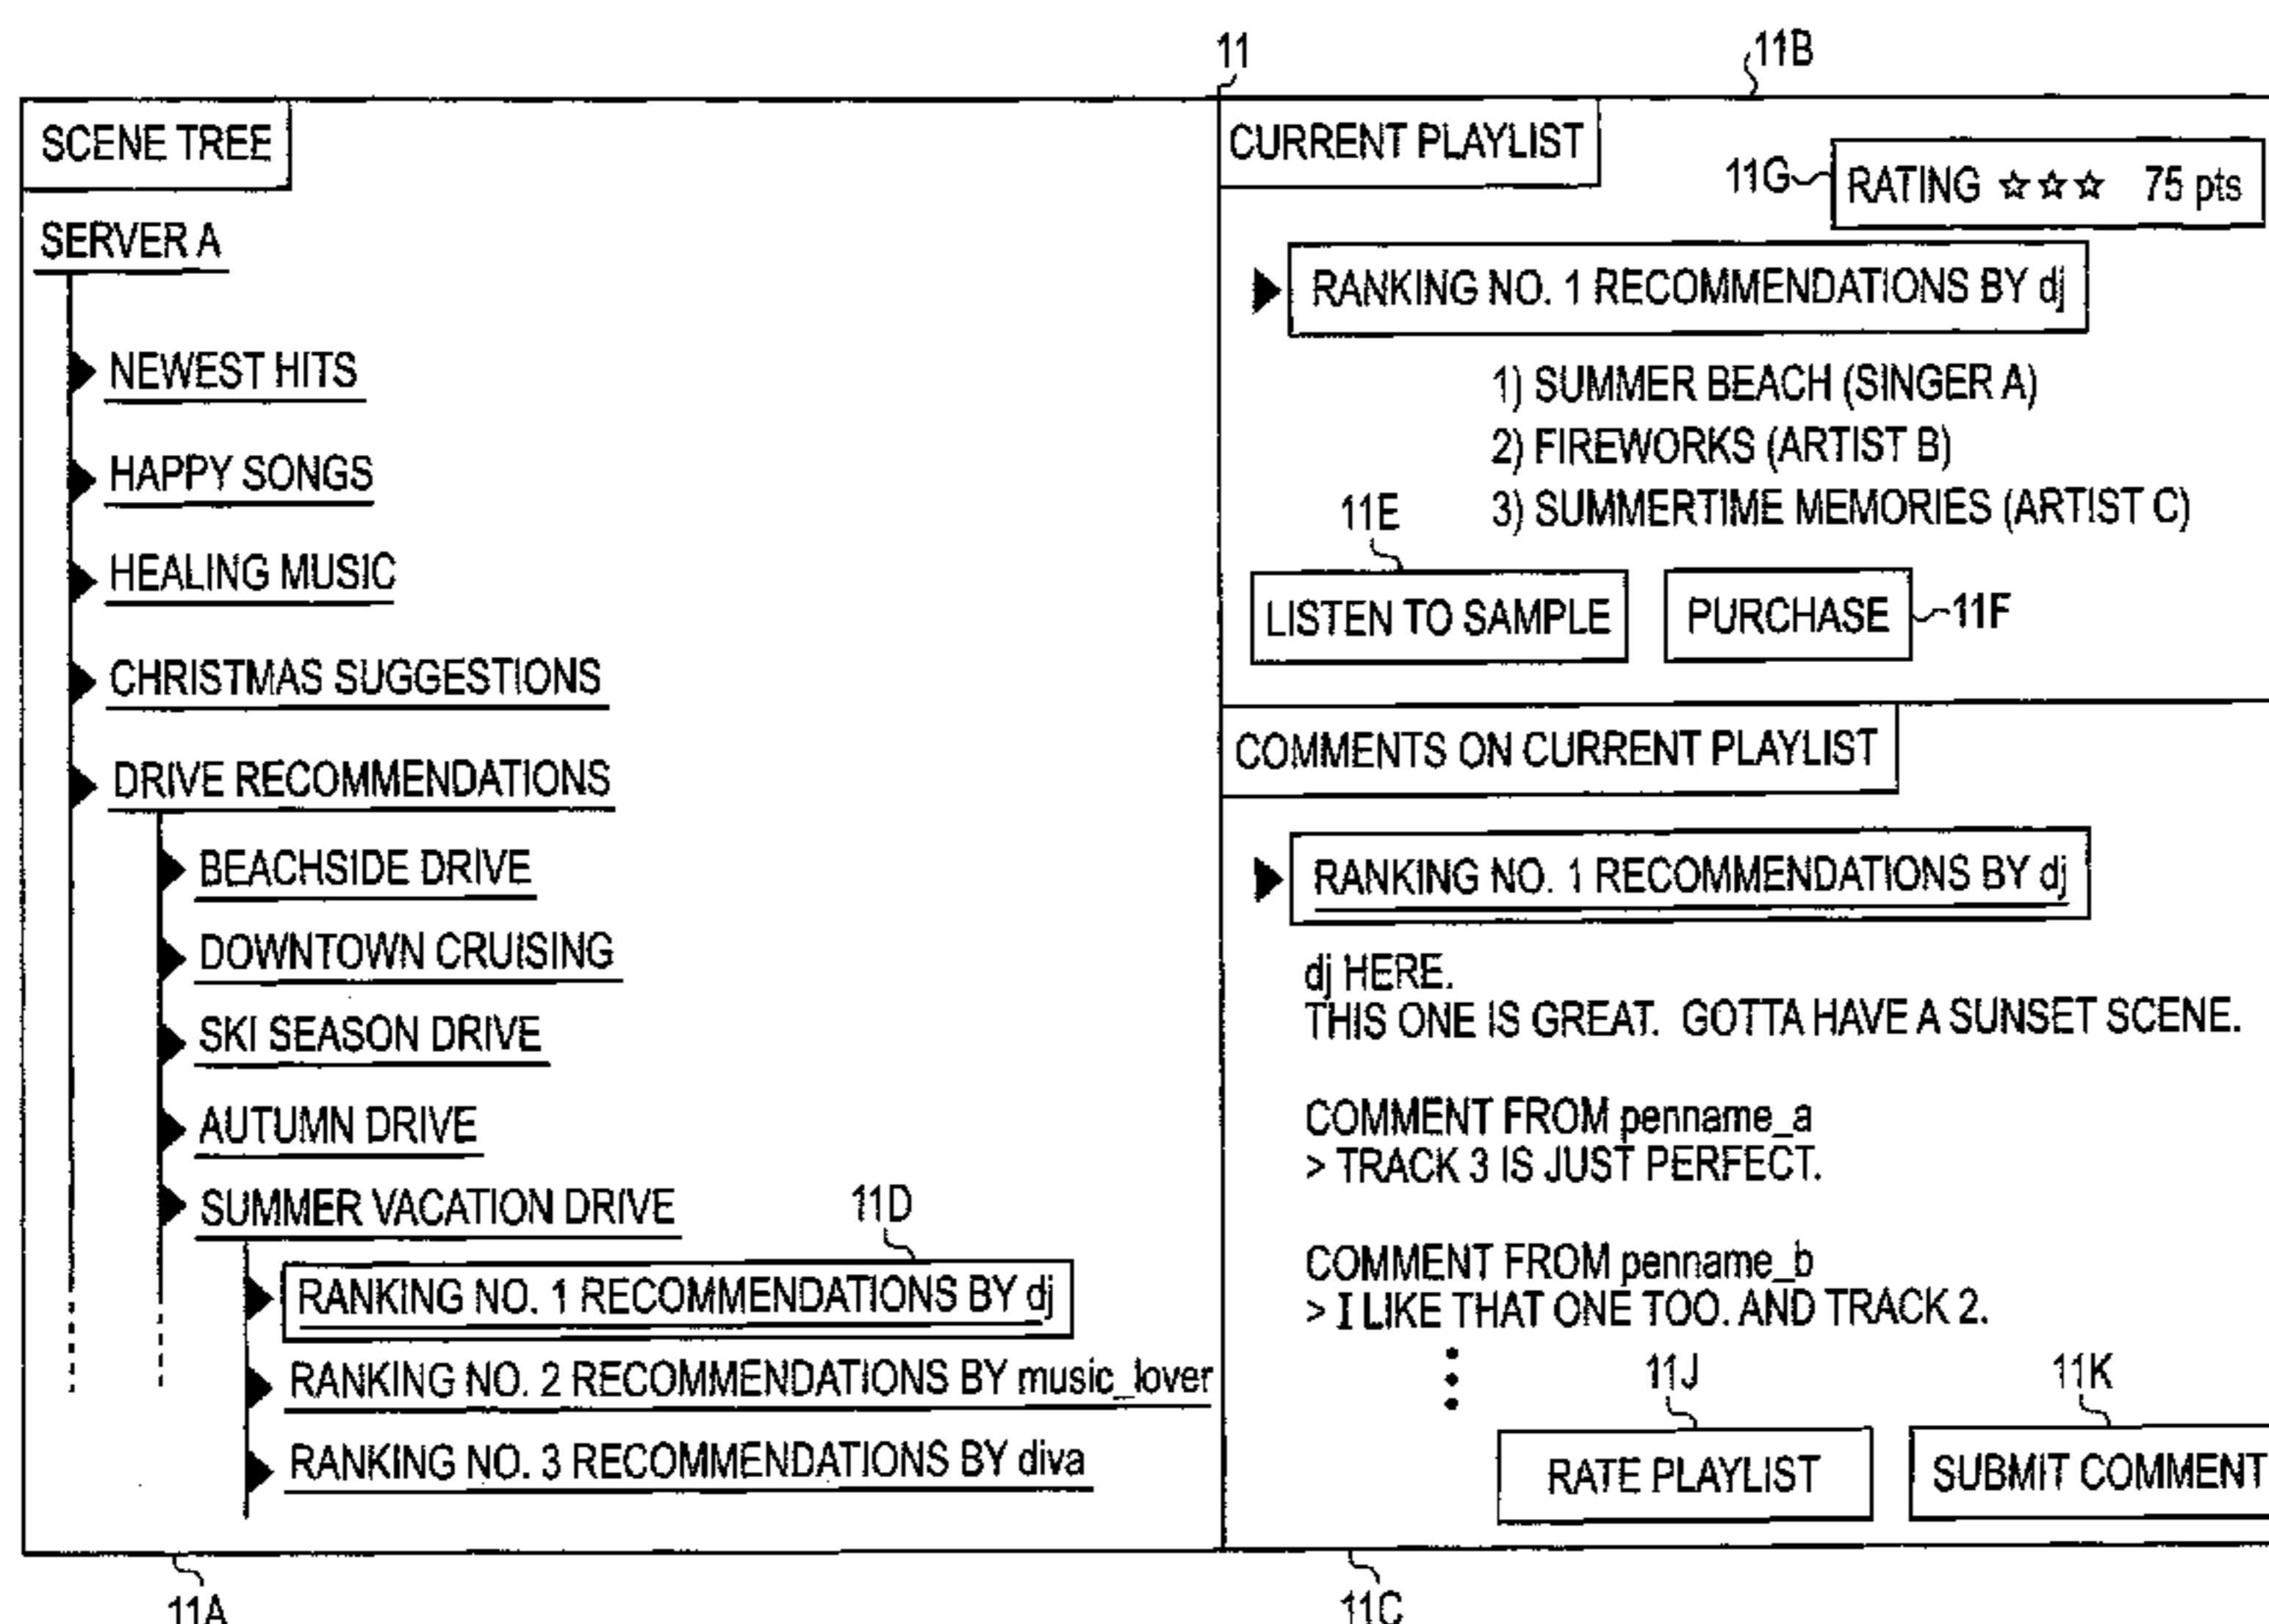 11
11B
SCENE TREE
SERVER A
NEWEST HITS
HAPPY SONGS
HEALING MUSIC
CHRISTMAS SUGGESTIONS
DRIVE RECOMMENDATIONS
BEACHSIDE DRIVE
DOWNTOWN CRUISING
SKI SEASON DRIVE
AUTUMN DRIVE
SUMMER VACATION DRIVE
11D
RANKING NO. 1 RECOMMENDATIONS BY dj
RANKING NO. 2 RECOMMENDATIONS BY music_lover
RANKING NO. 3 RECOMMENDATIONS BY diva
11A
CURRENT PLAYLIST
11G
RATING ☆☆☆ 75 pts
RANKING NO. 1 RECOMMENDATIONS BY dj
1) SUMMER BEACH (SINGER A)
2) FIREWORKS (ARTIST B)
3) SUMMERTIME MEMORIES (ARTIST C)
11E
LISTEN TO SAMPLE
PURCHASE
11F
COMMENTS ON CURRENT PLAYLIST
RANKING NO. 1 RECOMMENDATIONS BY dj
dj HERE.
THIS ONE IS GREAT. GOTTA HAVE A SUNSET SCENE.
COMMENT FROM penname_a
> TRACK 3 IS JUST PERFECT.
COMMENT FROM penname_b
> I LIKE THAT ONE TOO. AND TRACK 2.
11J
11K
RATE PLAYLIST
SUBMIT COMMENT
11C